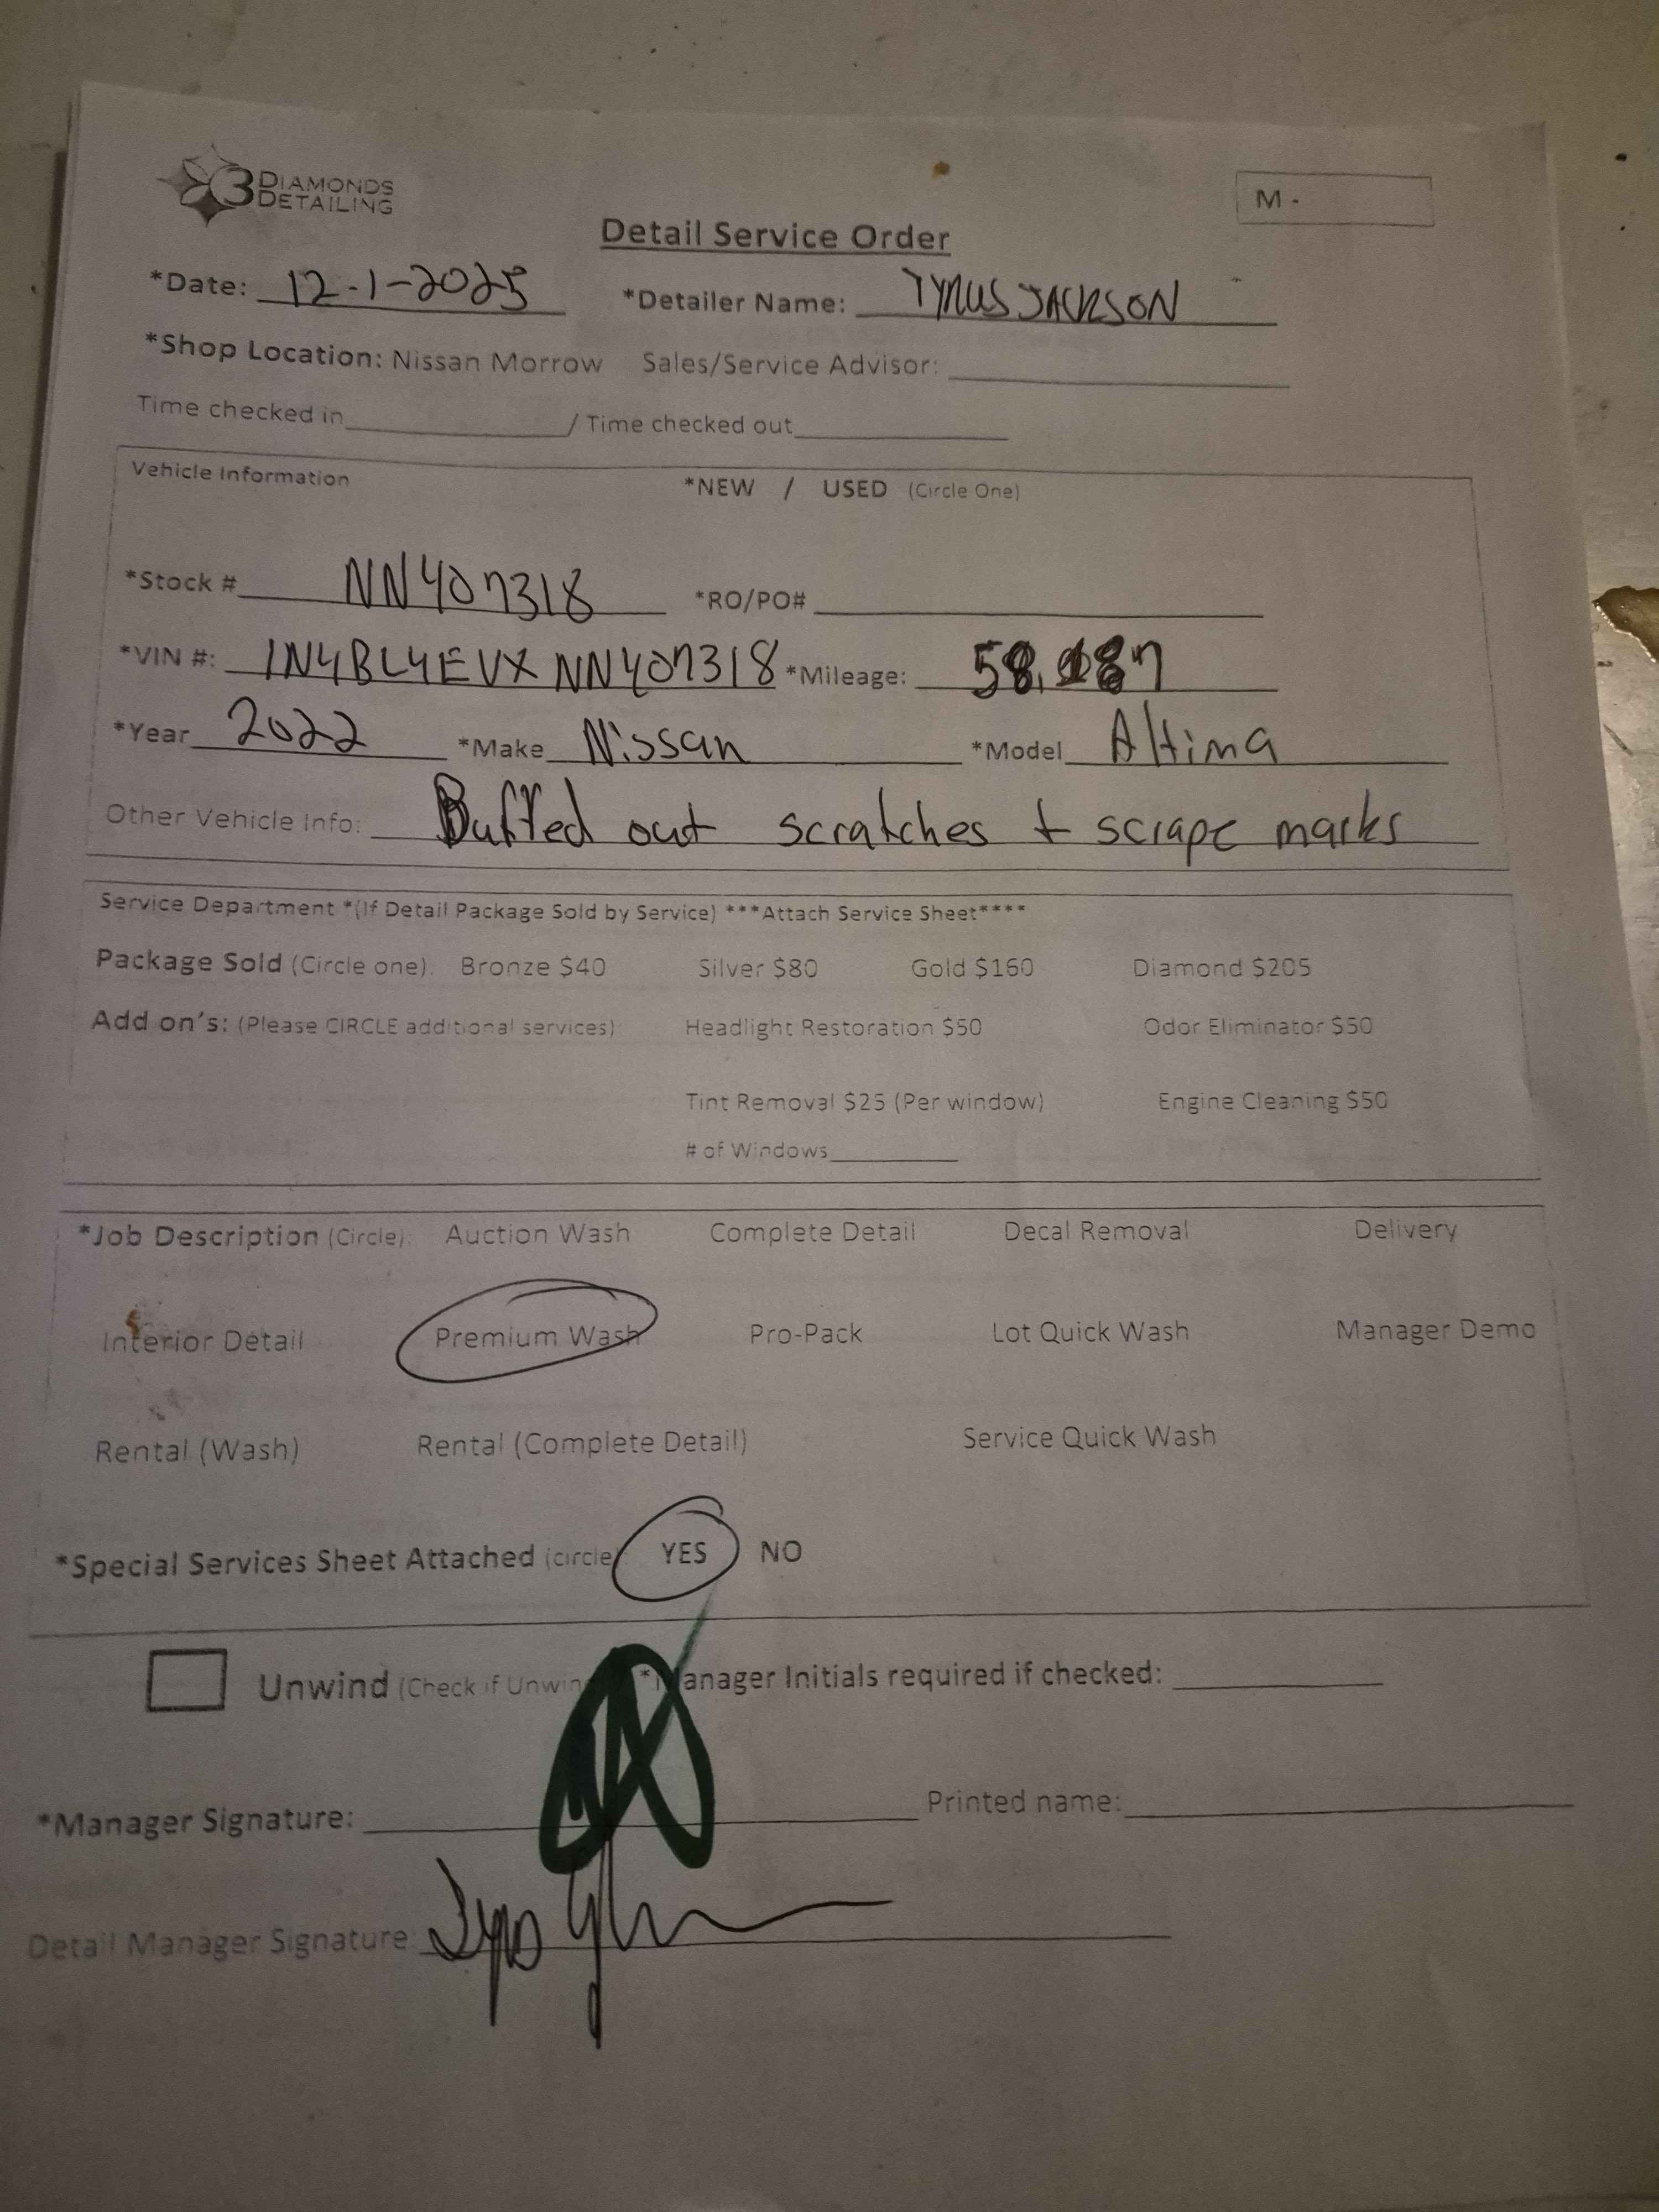 3 DIAMONDS DETAILING
M -
Detail Service Order
*Date: 12-1-2025 *Detailer Name: TYRUS JACKSON
*Shop Location: Nissan Morrow Sales/Service Advisor:
Time checked in / Time checked out
Vehicle Information *NEW / USED (Circle One)
*Stock # NN407318 *RO/PO#
*VIN #: 1N4BL4EVXNN407318 *Mileage: 58,187
*Year 2022 *Make Nissan *Model Altima
Other Vehicle Info: Buffed out scratches + scrape marks
Service Department *(If Detail Package Sold by Service) ***Attach Service Sheet****
Package Sold (Circle one): Bronze $40 Silver $80 Gold $160 Diamond $205
Add on's: (Please CIRCLE additional services) Headlight Restoration $50 Odor Eliminator $50
Tint Removal $25 (Per window) Engine Cleaning $50
# of Windows
*Job Description (Circle): Auction Wash Complete Detail Decal Removal Delivery
Interior Detail Premium Wash Pro-Pack Lot Quick Wash Manager Demo
Rental (Wash) Rental (Complete Detail) Service Quick Wash
*Special Services Sheet Attached (circle) YES NO
Unwind (Check if Unwind) *Manager Initials required if checked:
*Manager Signature: Printed name:
Detail Manager Signature: